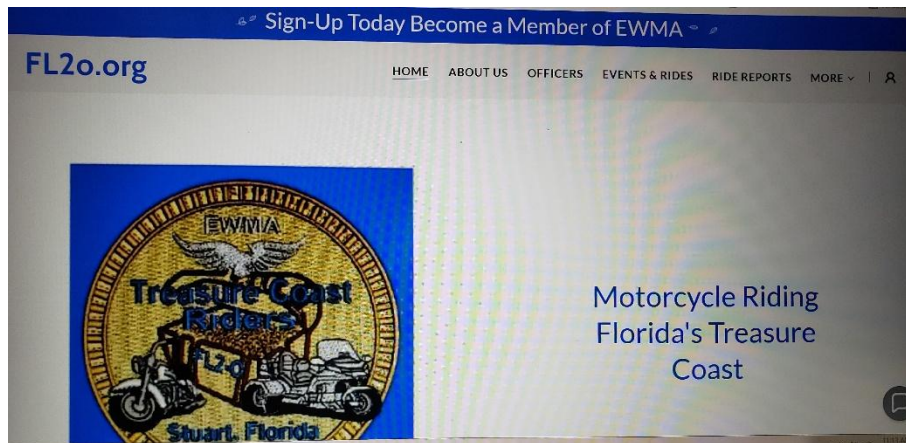 Sign-Up Today Become a Member of EWMA
FL2o.org
HOME ABOUT US OFFICERS EVENTS & RIDES RIDE REPORTS MORE
EWMA
Treasure Coast
Riders
FL2-O
Stuart, Florida
Motorcycle Riding
Florida's Treasure
Coast